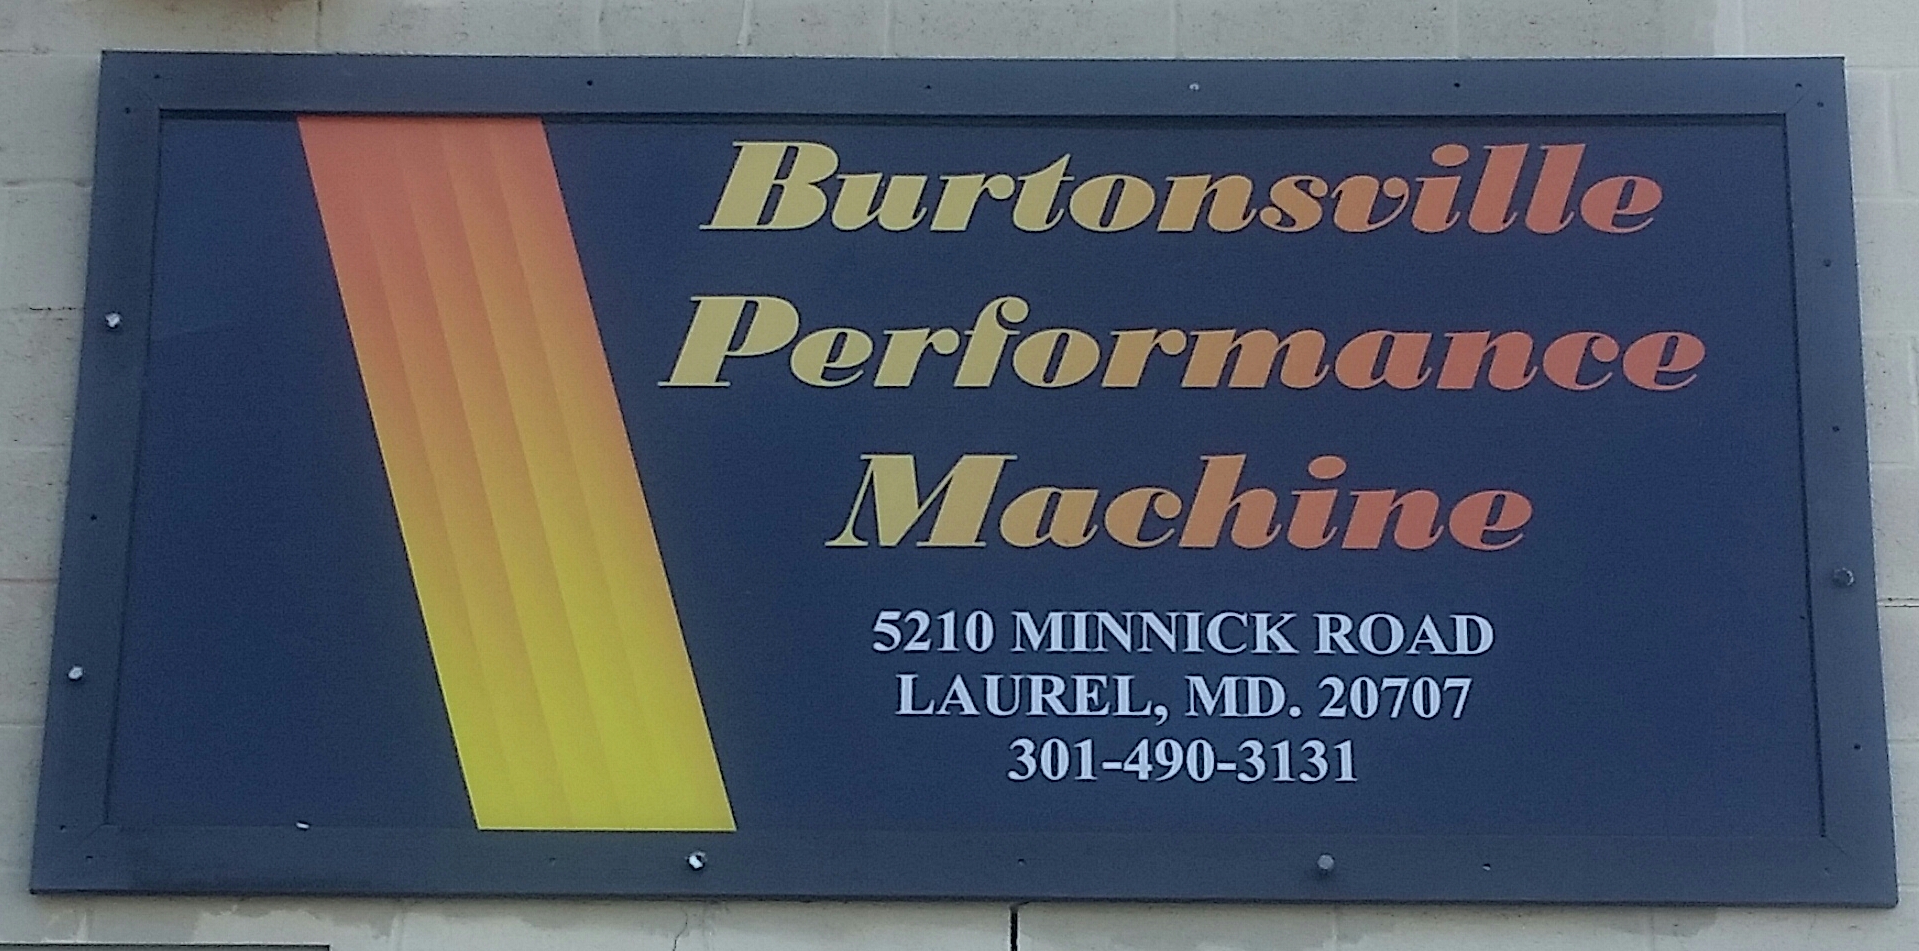 Burtonsville
Performance
Machine
5210 MINNICK ROAD
LAUREL, MD. 20707
301-490-3131